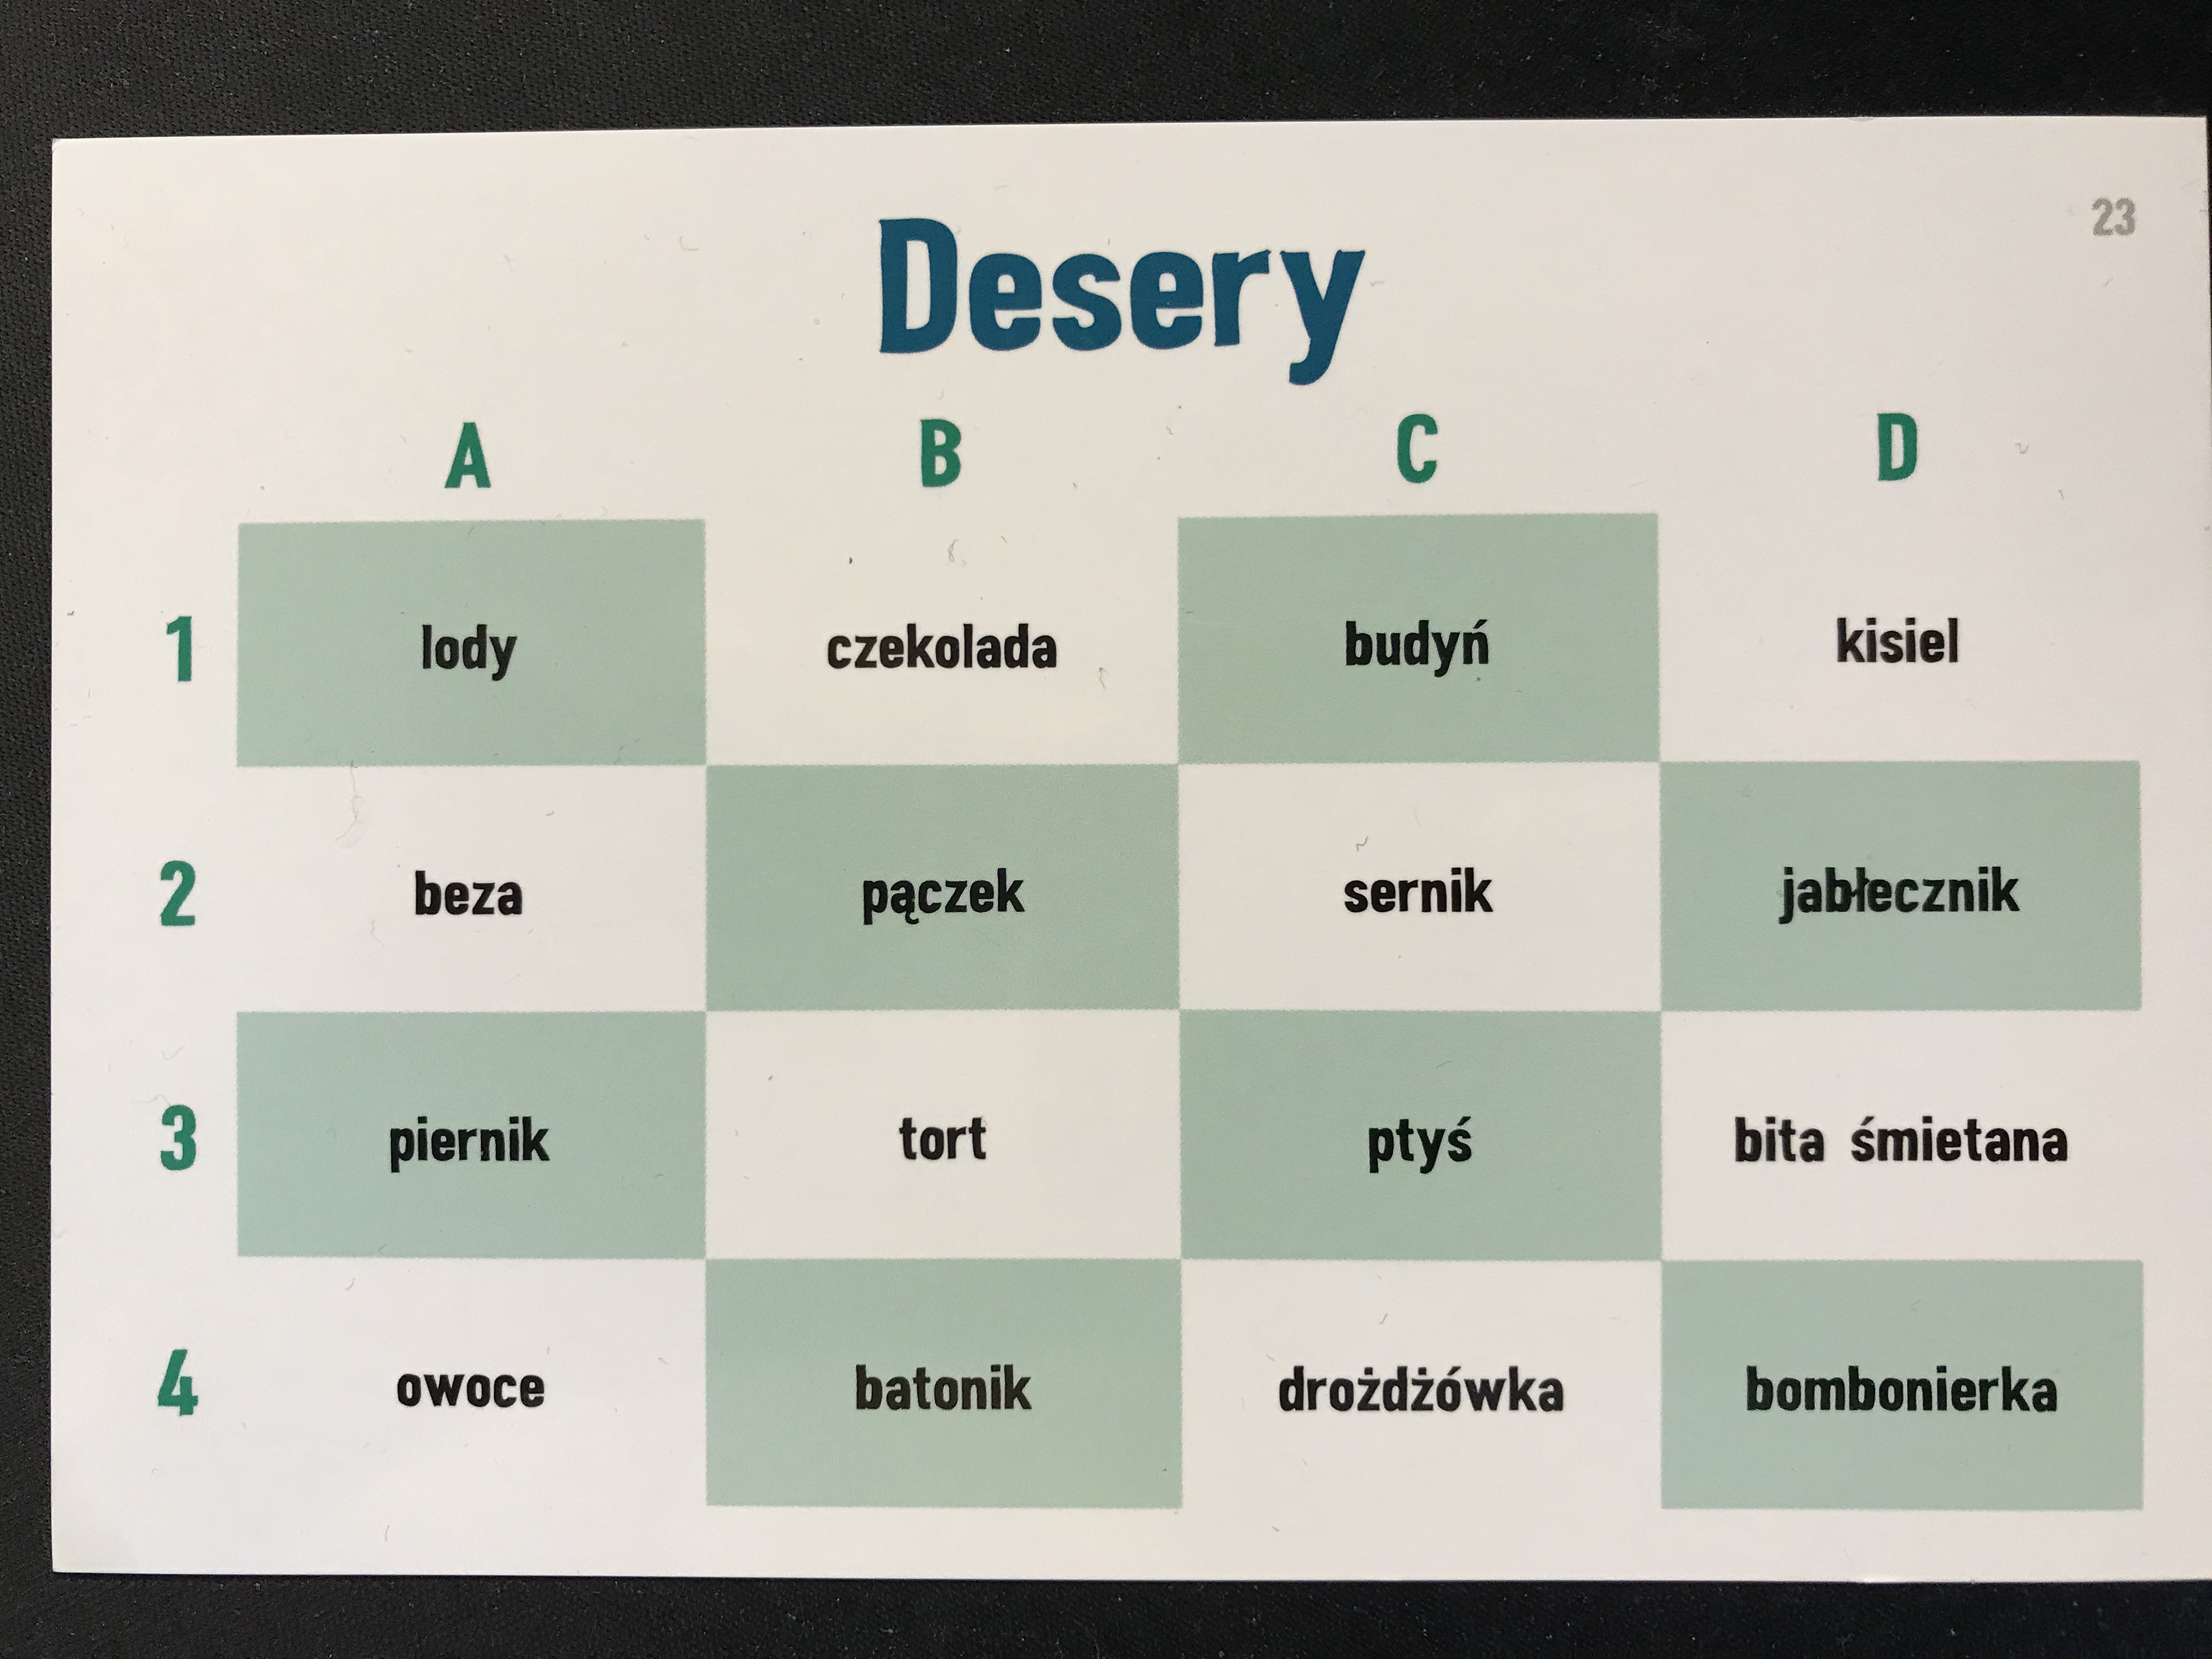 23
Desery
A B C D
1 lody czekolada budyń kisiel
2 beza pączek sernik jabłecznik
3 piernik tort ptyś bita śmietana
4 owoce batonik drożdżówka bombonierka